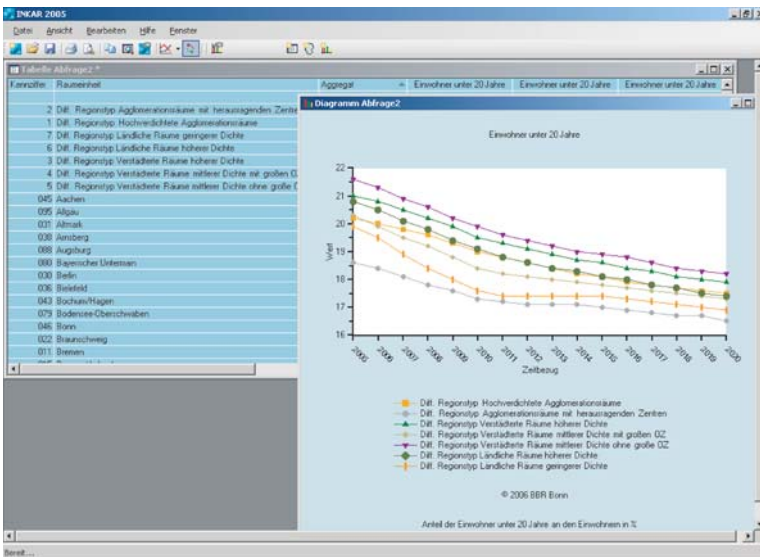 INKAR 2005
Datei Ansicht Bearbeiten Hilfe Fenster
Tabelle Abfrage2 *
Kennziffer Raumeinheit Aggregat Einwohner unter 20 Jahre Einwohner unter 20 Jahre Einwohner unter 20 Jahre
2 Diff. Regionstyp Agglomerationsräume mit herausragenden Zentre
1 Diff. Regionstyp Hochverdichtete Agglomerationsräume
7 Diff. Regionstyp Ländliche Räume geringerer Dichte
6 Diff. Regionstyp Ländliche Räume höherer Dichte
3 Diff. Regionstyp Verstädterte Räume höherer Dichte
4 Diff. Regionstyp Verstädterte Räume mittlerer Dichte mit großen O
5 Diff. Regionstyp Verstädterte Räume mittlerer Dichte ohne große
045 Aachen
095 Allgäu
031 Altmark
038 Arnsberg
088 Augsburg
080 Bayerischer Untermain
030 Berlin
036 Bielefeld
043 Bochum/Hagen
079 Bodensee-Oberschwaben
046 Bonn
022 Braunschweig
011 Bremen
Diagramm Abfrage2
Einwohner unter 20 Jahre
22
21
20
19
18
17
16
Wert
2005 2006 2007 2008 2009 2010 2011 2012 2013 2014 2015 2016 2017 2018 2019 2020
Zeitbezug
Diff. Regionstyp Hochverdichtete Agglomerationsräume
Diff. Regionstyp Agglomerationsräume mit herausragenden Zentren
Diff. Regionstyp Verstädterte Räume höherer Dichte
Diff. Regionstyp Verstädterte Räume mittlerer Dichte mit großen OZ
Diff. Regionstyp Verstädterte Räume mittlerer Dichte ohne große OZ
Diff. Regionstyp Ländliche Räume höherer Dichte
Diff. Regionstyp Ländliche Räume geringerer Dichte
© 2006 BBR Bonn
Anteil der Einwohner unter 20 Jahre an den Einwohnern in %
Bereit ...